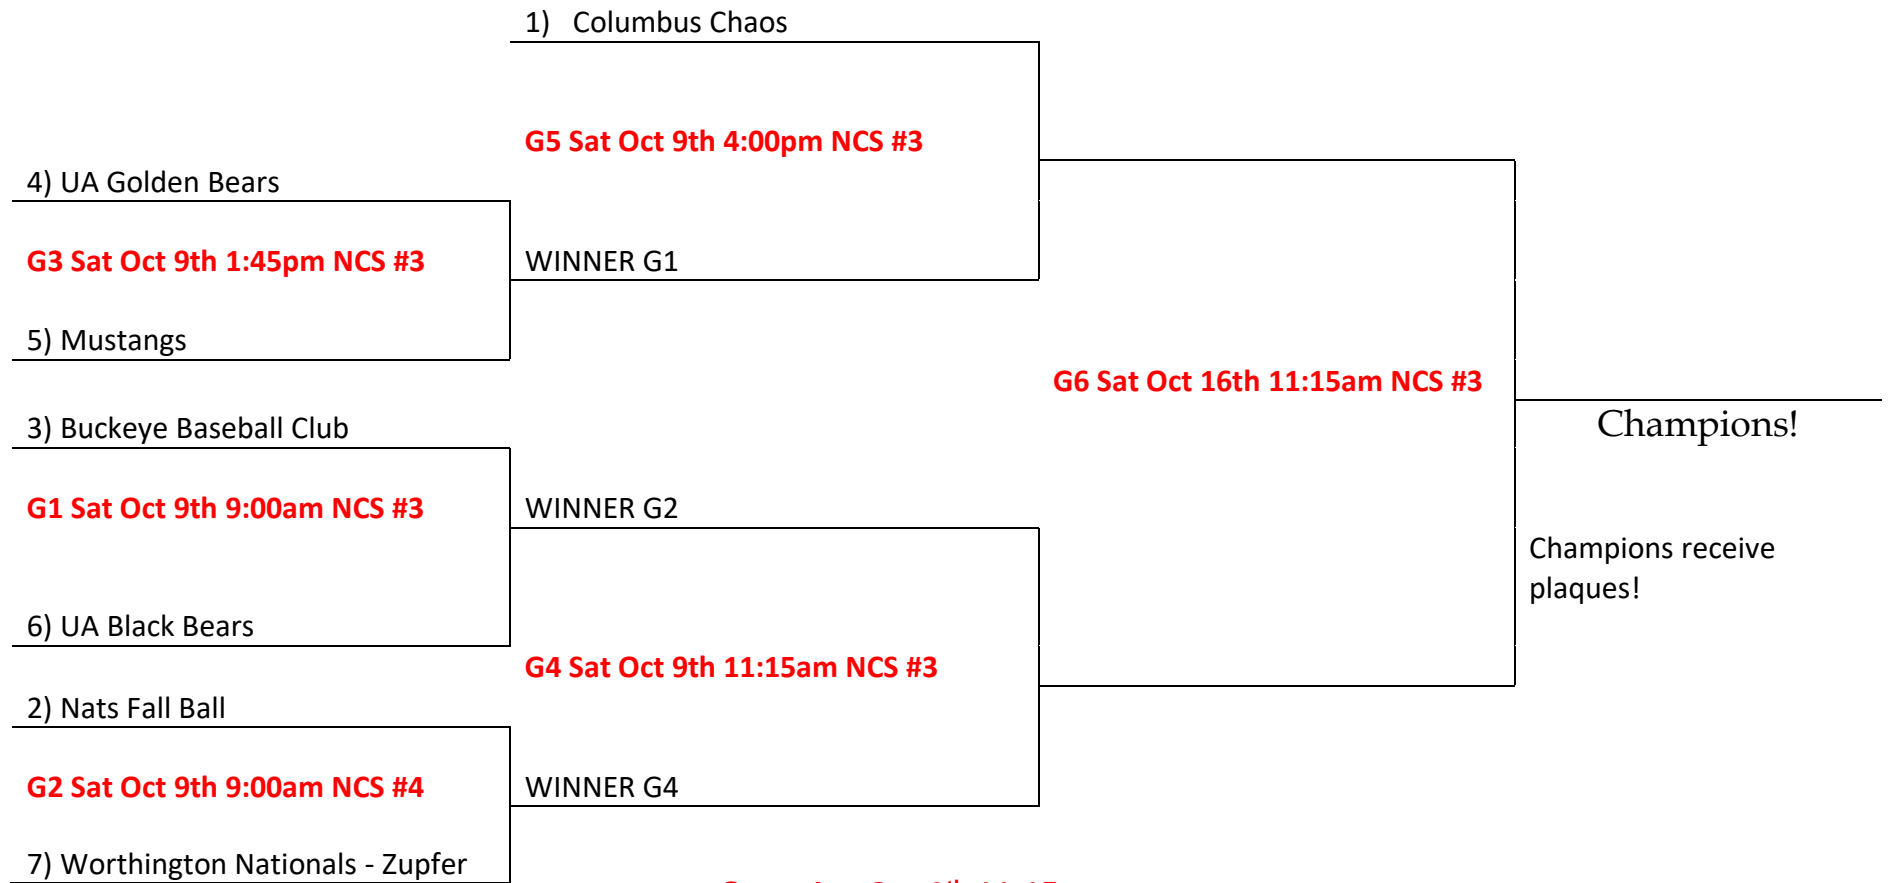 1) Columbus Chaos
G5 Sat Oct 9th 4:00pm NCS #3
4) UA Golden Bears
G3 Sat Oct 9th 1:45pm NCS #3
WINNER G1
5) Mustangs
G6 Sat Oct 16th 11:15am NCS #3
3) Buckeye Baseball Club
Champions!
G1 Sat Oct 9th 9:00am NCS #3
WINNER G2
Champions receive
plaques!
6) UA Black Bears
G4 Sat Oct 9th 11:15am NCS #3
2) Nats Fall Ball
G2 Sat Oct 9th 9:00am NCS #4
WINNER G4
7) Worthington Nationals - Zupfer